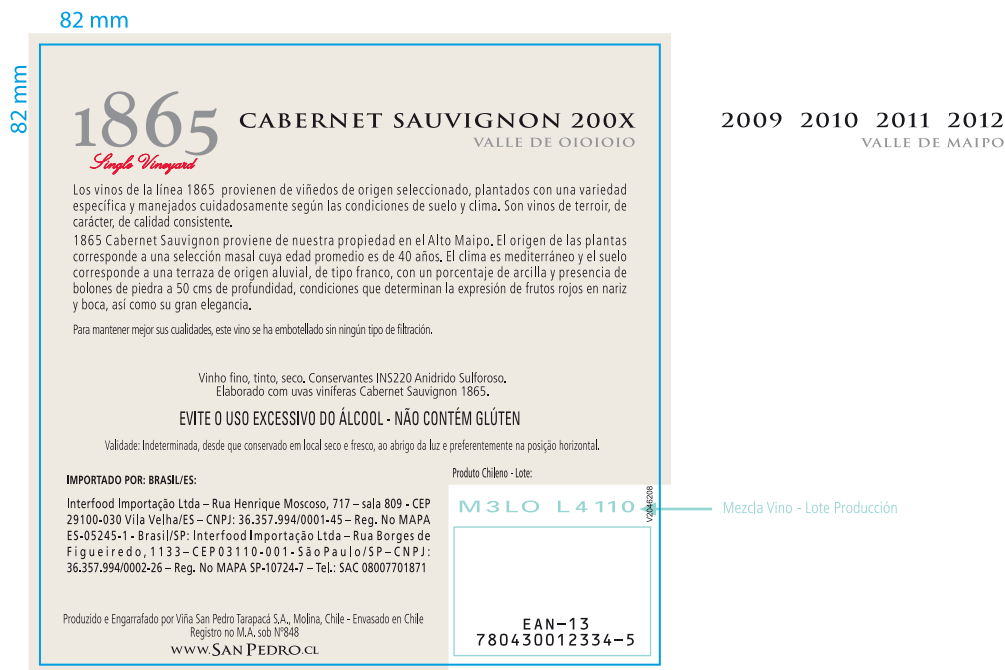 82 mm
82 mm
1865
Single Vineyard
CABERNET SAUVIGNON 200X
VALLE DE OIOIOIO
2009 2010 2011 2012
VALLE DE MAIPO
Los vinos de la línea 1865 provienen de viñedos de origen seleccionado, plantados con una variedad
específica y manejados cuidadosamente según las condiciones de suelo y clima. Son vinos de terroir, de
carácter, de calidad consistente.
1865 Cabernet Sauvignon proviene de nuestra propiedad en el Alto Maipo. El origen de las plantas
corresponde a una selección masal cuya edad promedio es de 40 años. El clima es mediterráneo y el suelo
corresponde a una terraza de origen aluvial, de tipo franco, con un porcentaje de arcilla y presencia de
bolones de piedra a 50 cms de profundidad, condiciones que determinan la expresión de frutos rojos en nariz
y boca, así como su gran elegancia.
Para mantener mejor sus cualidades, este vino se ha embotellado sin ningún tipo de filtración.
Vinho fino, tinto, seco. Conservantes INS220 Anidrido Sulforoso.
Elaborado com uvas viníferas Cabernet Sauvignon 1865.
EVITE O USO EXCESSIVO DO ÁLCOOL - NÃO CONTÉM GLÚTEN
Validade: Indeterminada, desde que conservado em local seco e fresco, ao abrigo da luz e preferentemente na posição horizontal.
IMPORTADO POR: BRASIL/ES:
Interfood Importação Ltda – Rua Henrique Moscoso, 717 – sala 809 - CEP
29100-030 Vila Velha/ES – CNPJ: 36.357.994/0001-45 – Reg. No MAPA
ES-05245-1 - Brasil/SP: Interfood Importação Ltda – Rua Borges de
Figueiredo, 1133 – CEP 03110-001 - São Paulo/SP – CNPJ:
36.357.994/0002-26 – Reg. No MAPA SP-10724-7 – Tel.: SAC 08007701871
Produzido e Engarrafado por Viña San Pedro Tarapacá S.A., Molina, Chile - Envasado en Chile
Registro no M.A. sob Nº848
WWW.SAN PEDRO.CL
Produto Chileno - Lote:
M3LO L4110
V2046208
Mezcla Vino - Lote Producción
EAN-13
780430012334-5